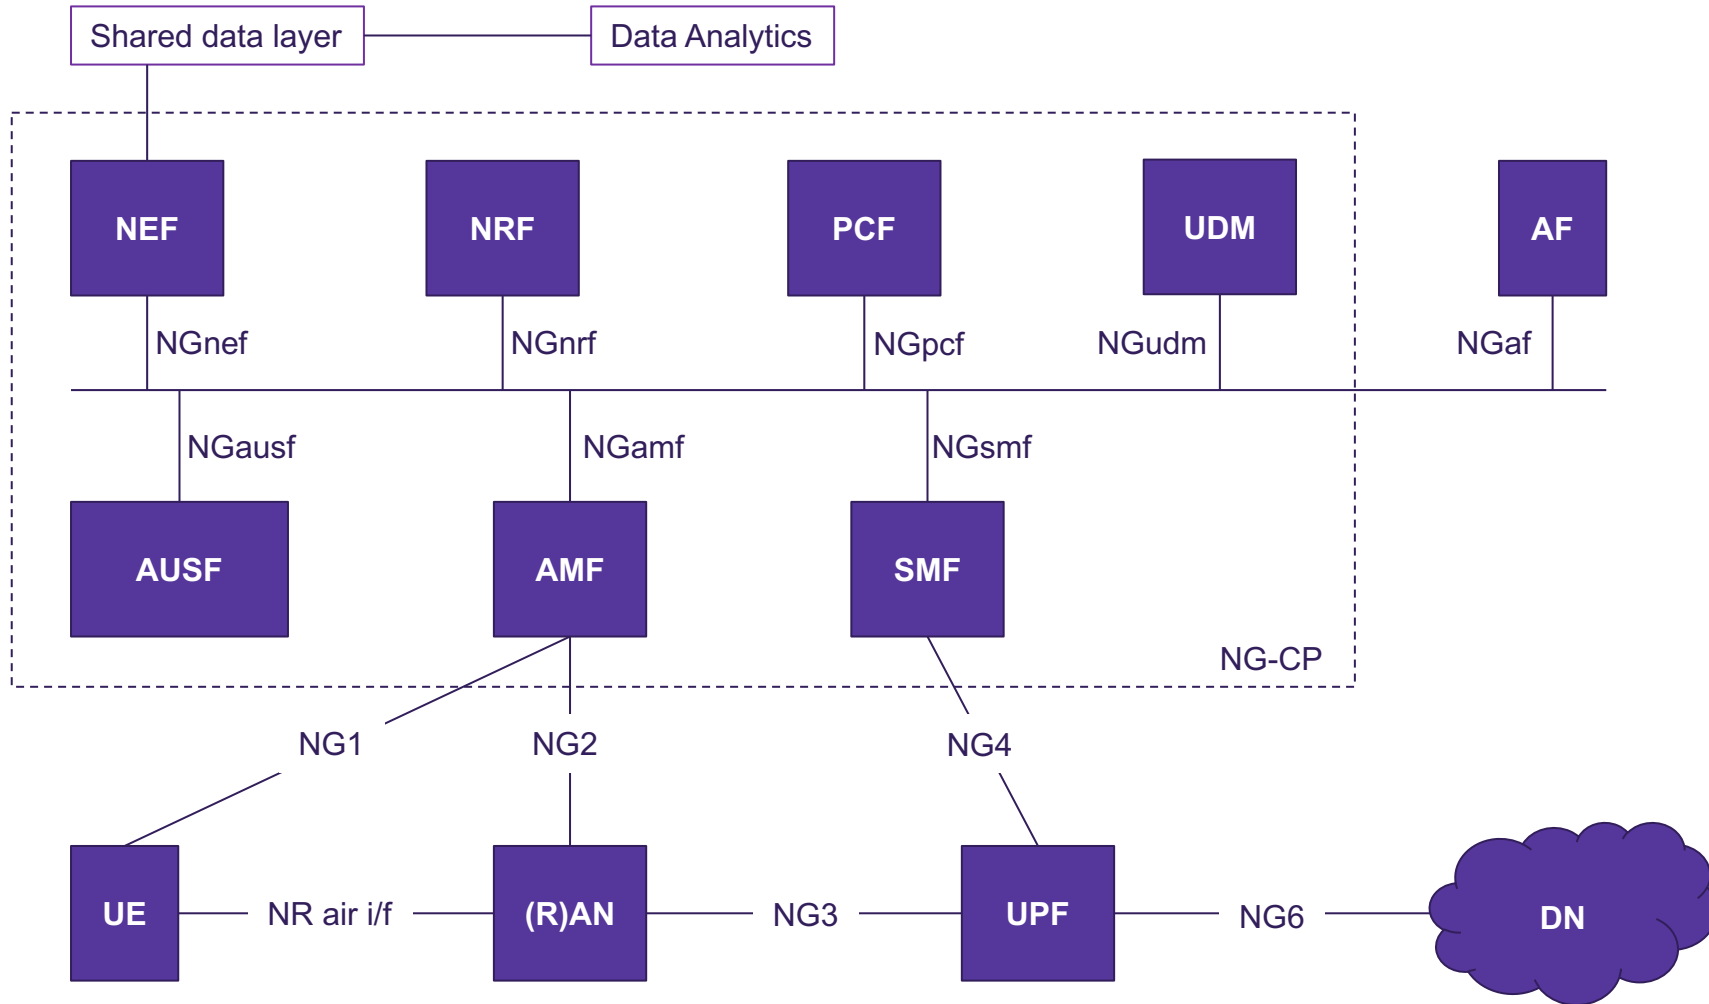 Shared data layer
Data Analytics
NEF
NRF
PCF
UDM
AF
NGnef
NGnrf
NGpcf
NGudm
NGaf
NGausf
NGamf
NGsmf
AUSF
AMF
SMF
NG-CP
NG1
NG2
NG4
UE
NR air i/f
(R)AN
NG3
UPF
NG6
DN